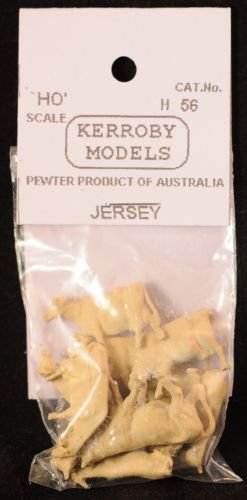 'HO'
SCALE
CAT.No.
H 56
KERROBY
MODELS
PEWTER PRODUCT OF AUSTRALIA
JERSEY